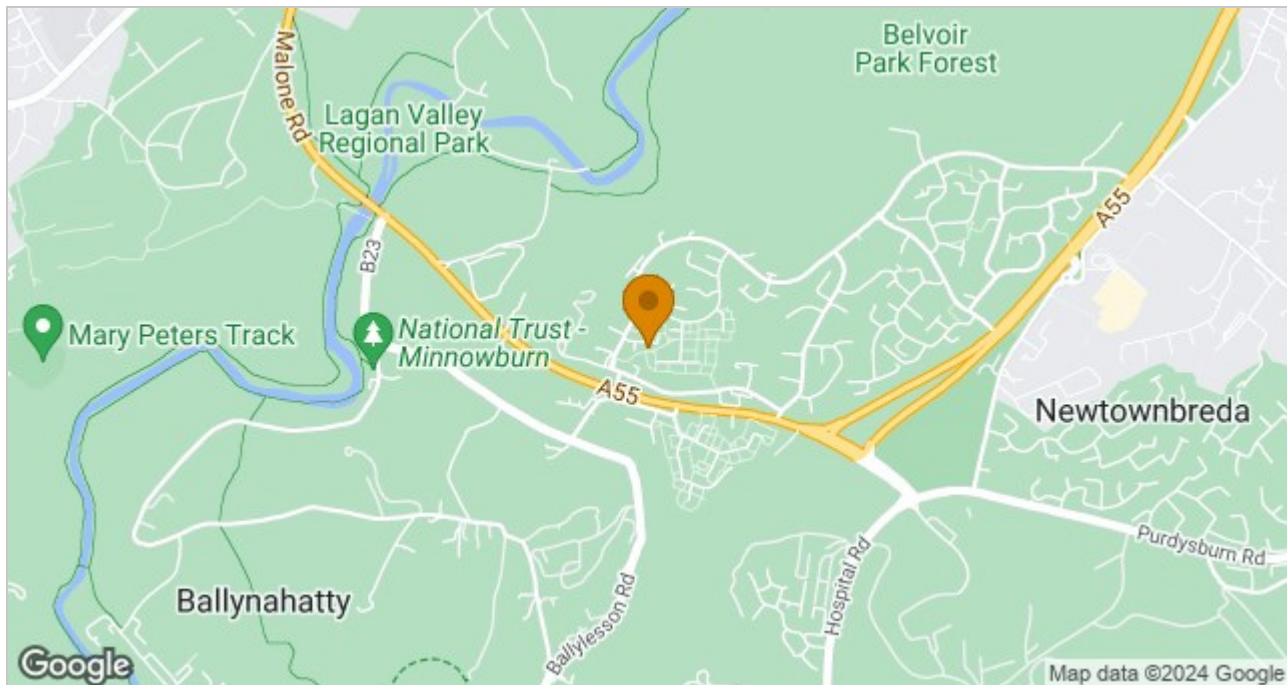 Belvoir
Park Forest
Malone Rd
Lagan Valley
Regional Park
A55
B23
Mary Peters Track
National Trust -
Minnowburn
A55
Newtownbreda
Purdysburn Rd
Hospital Rd
Ballynahatty
Ballylesson Rd
Google
Map data ©2024 Google